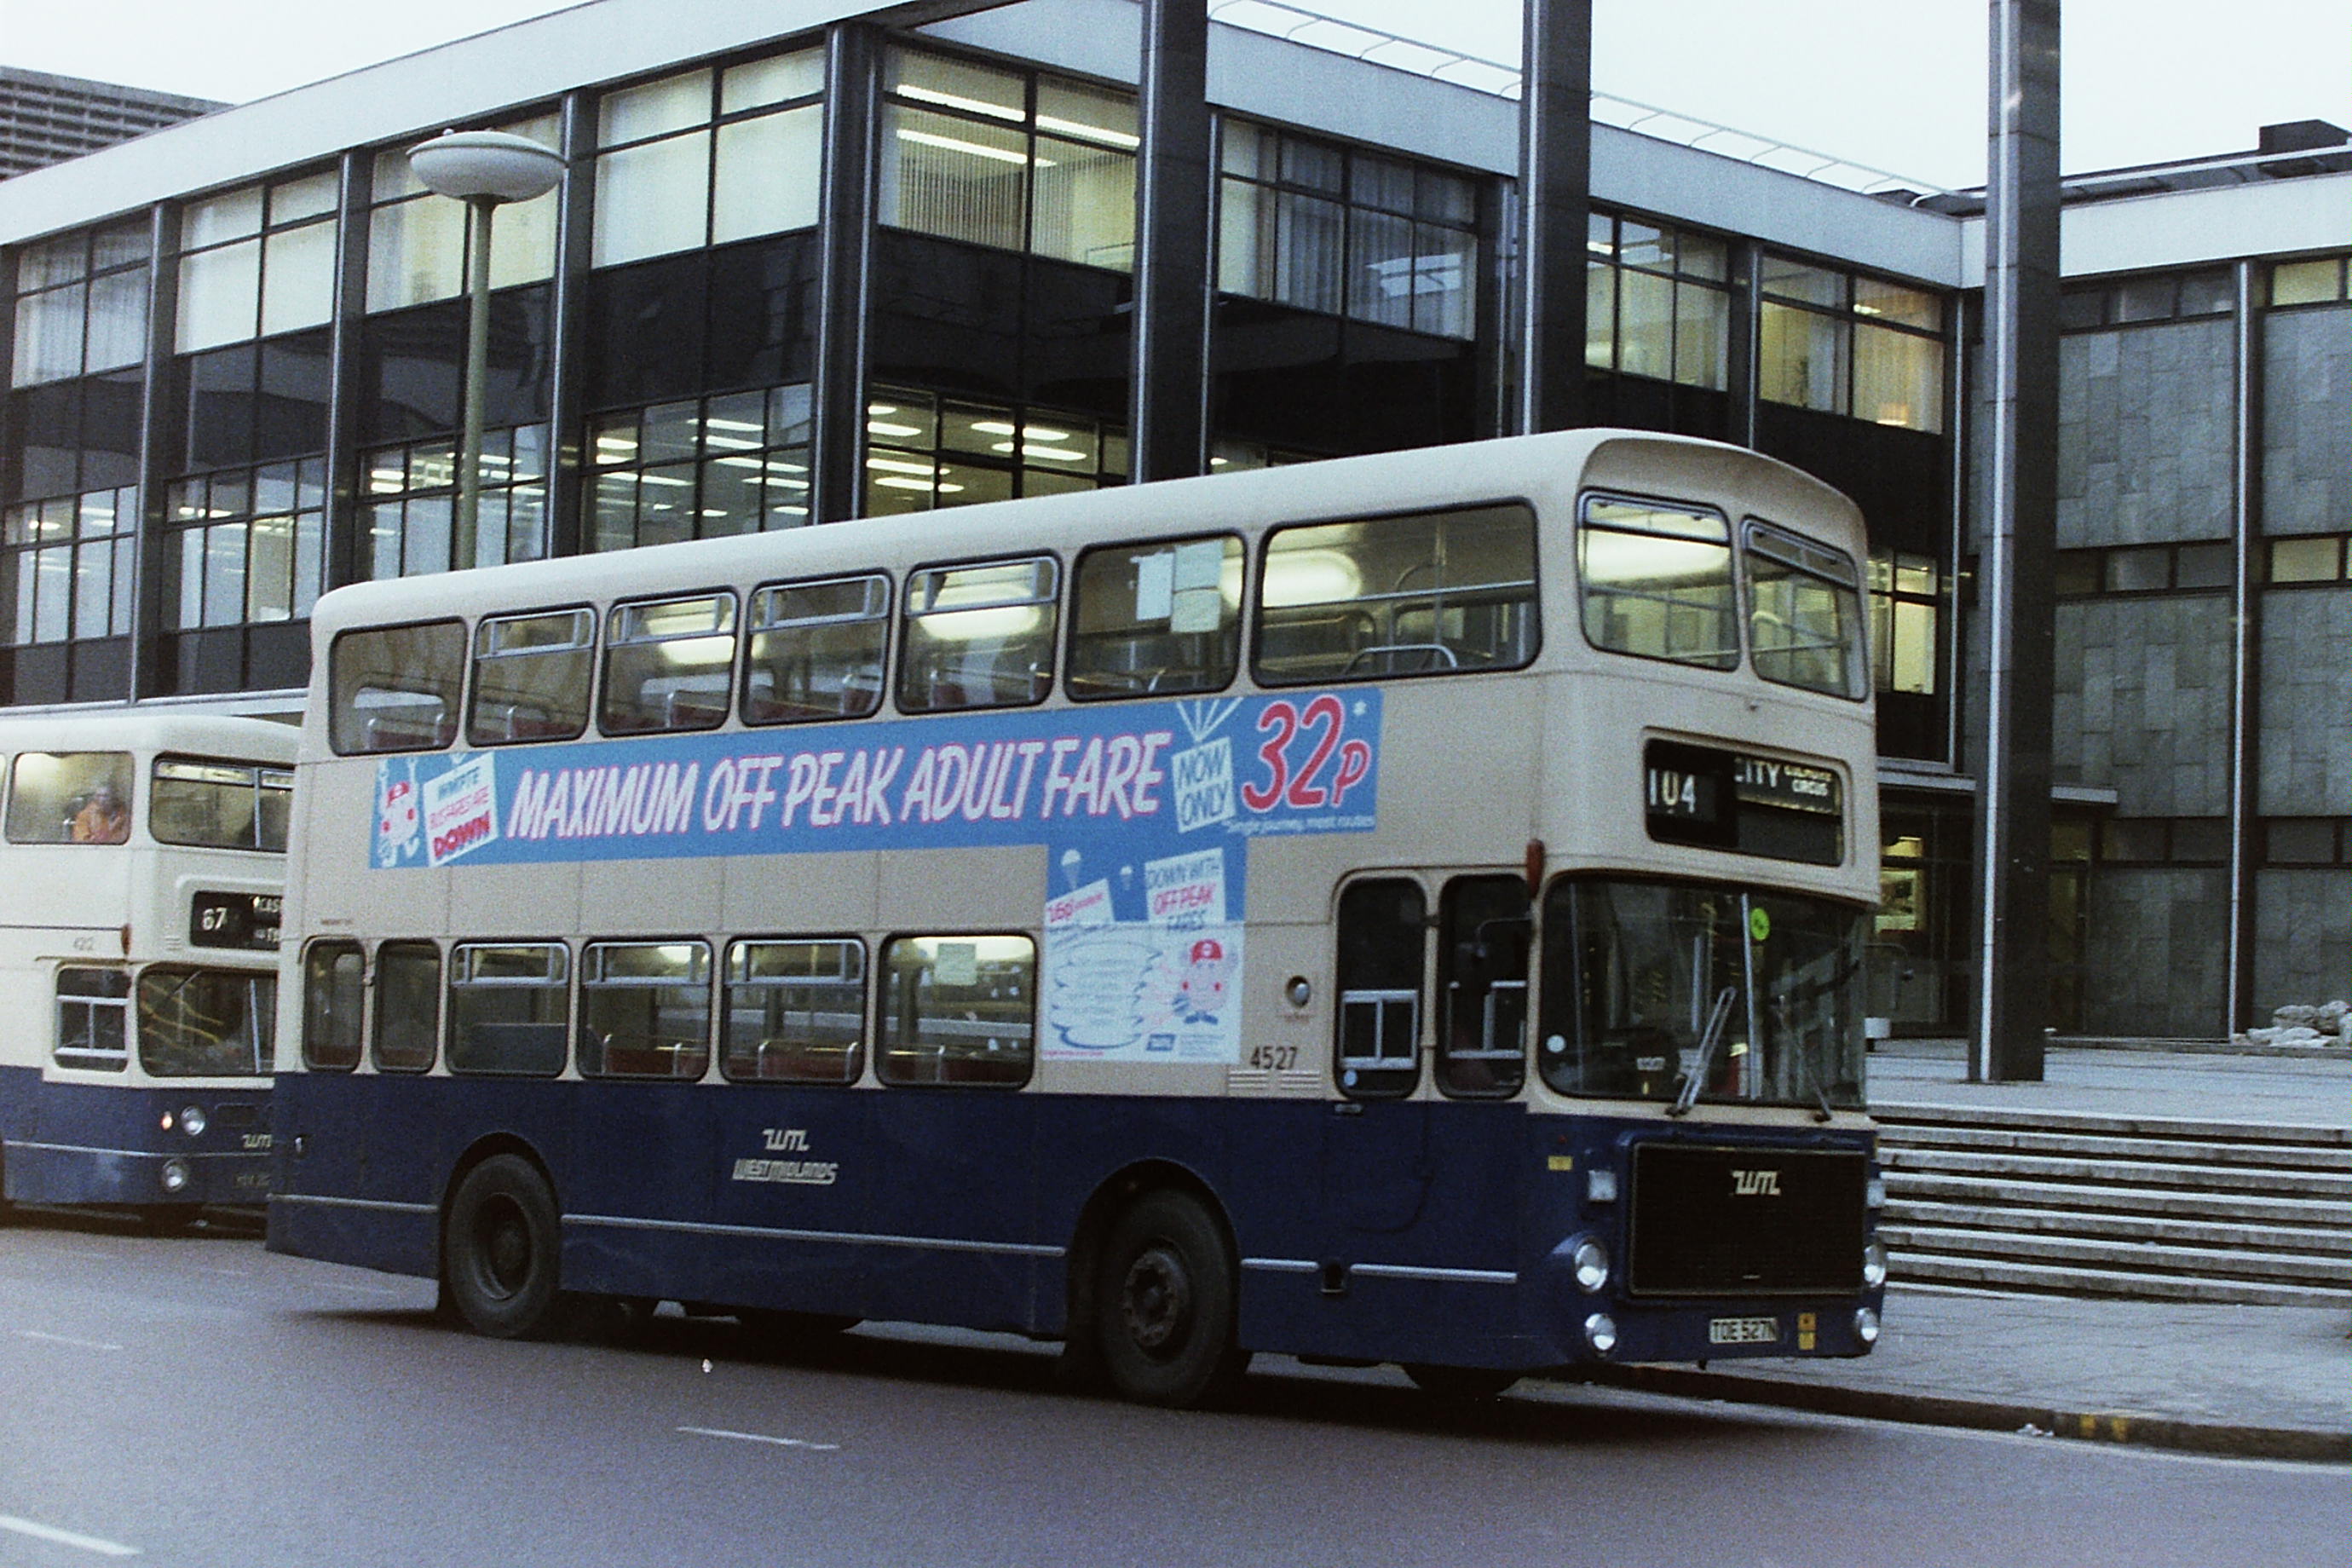 WMPTE
BUS FARES ARE
DOWN
MAXIMUM OFF PEAK ADULT FARE
NOW
ONLY
32p*
*Single journey, most routes
104
CITY
CIRCUS
DOWN WITH
OFF PEAK
FARES
16p
67
4527
WM
WEST MIDLANDS
WM
TOE 527N
WM